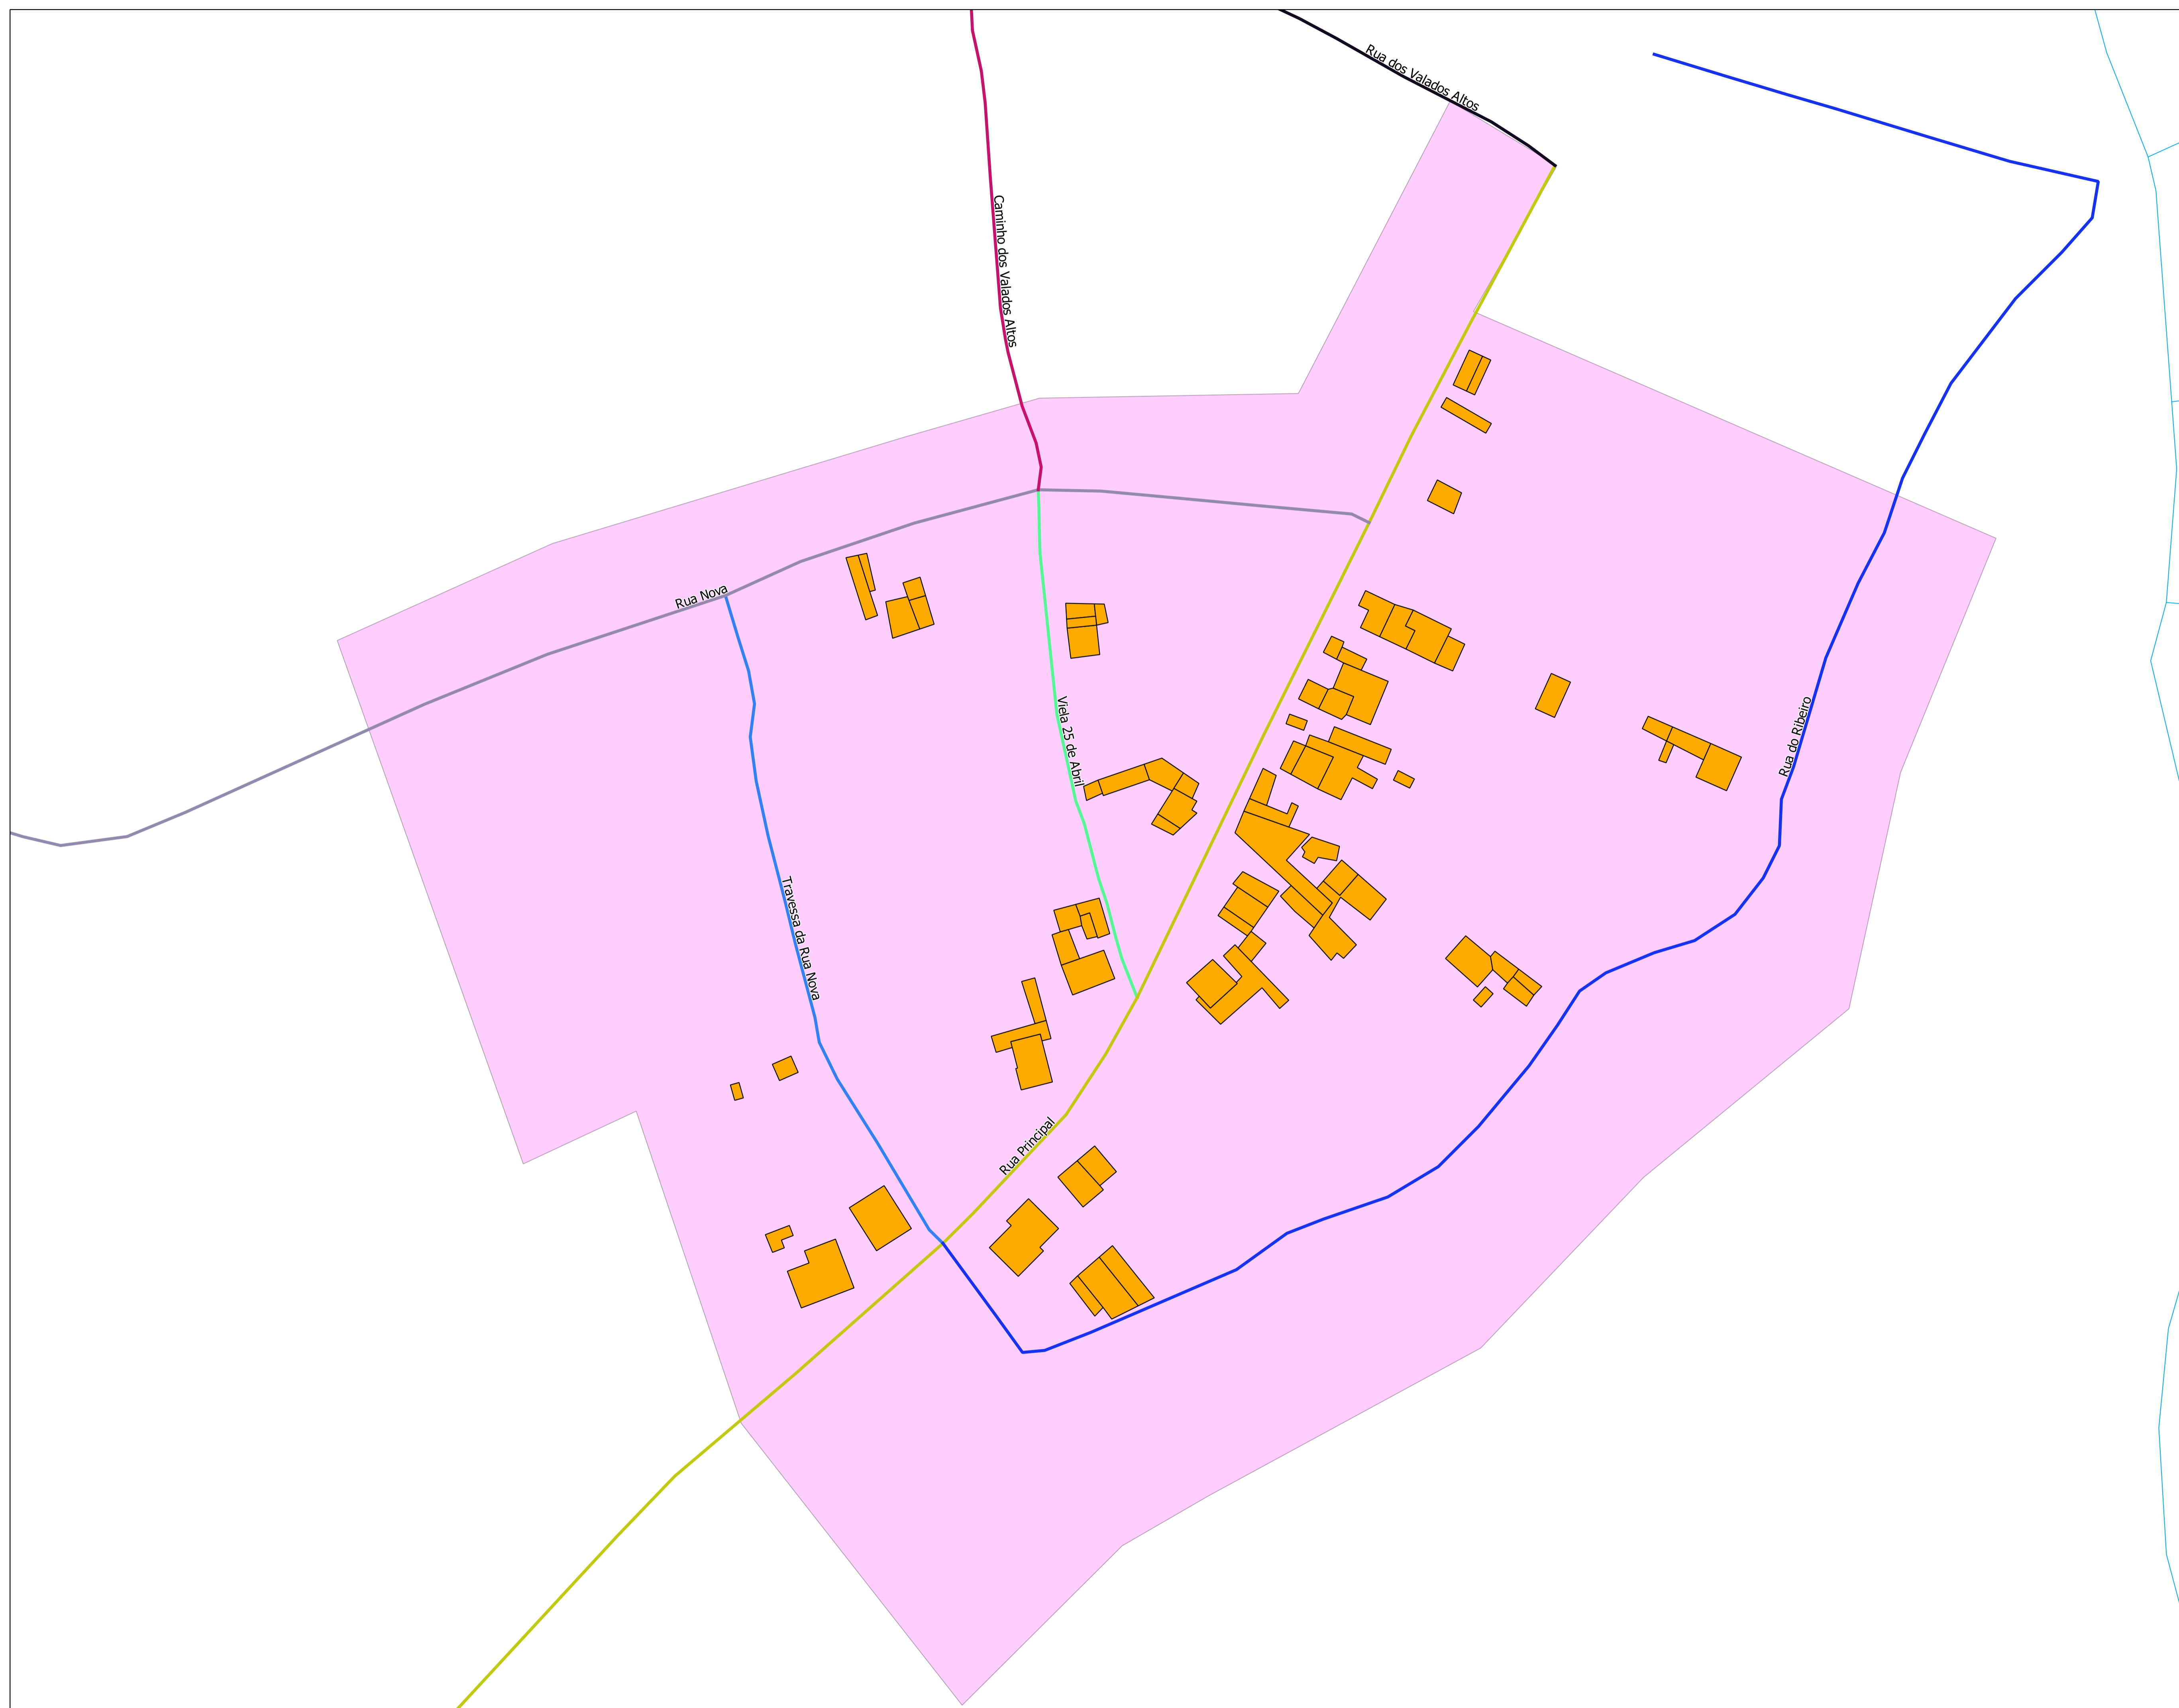 Rua dos Valados Altos
Caminho dos Valados Altos
Rua Nova
Viela 25 de Abril
Rua do Ribeiro
Travessa da Rua Nova
Rua Principal